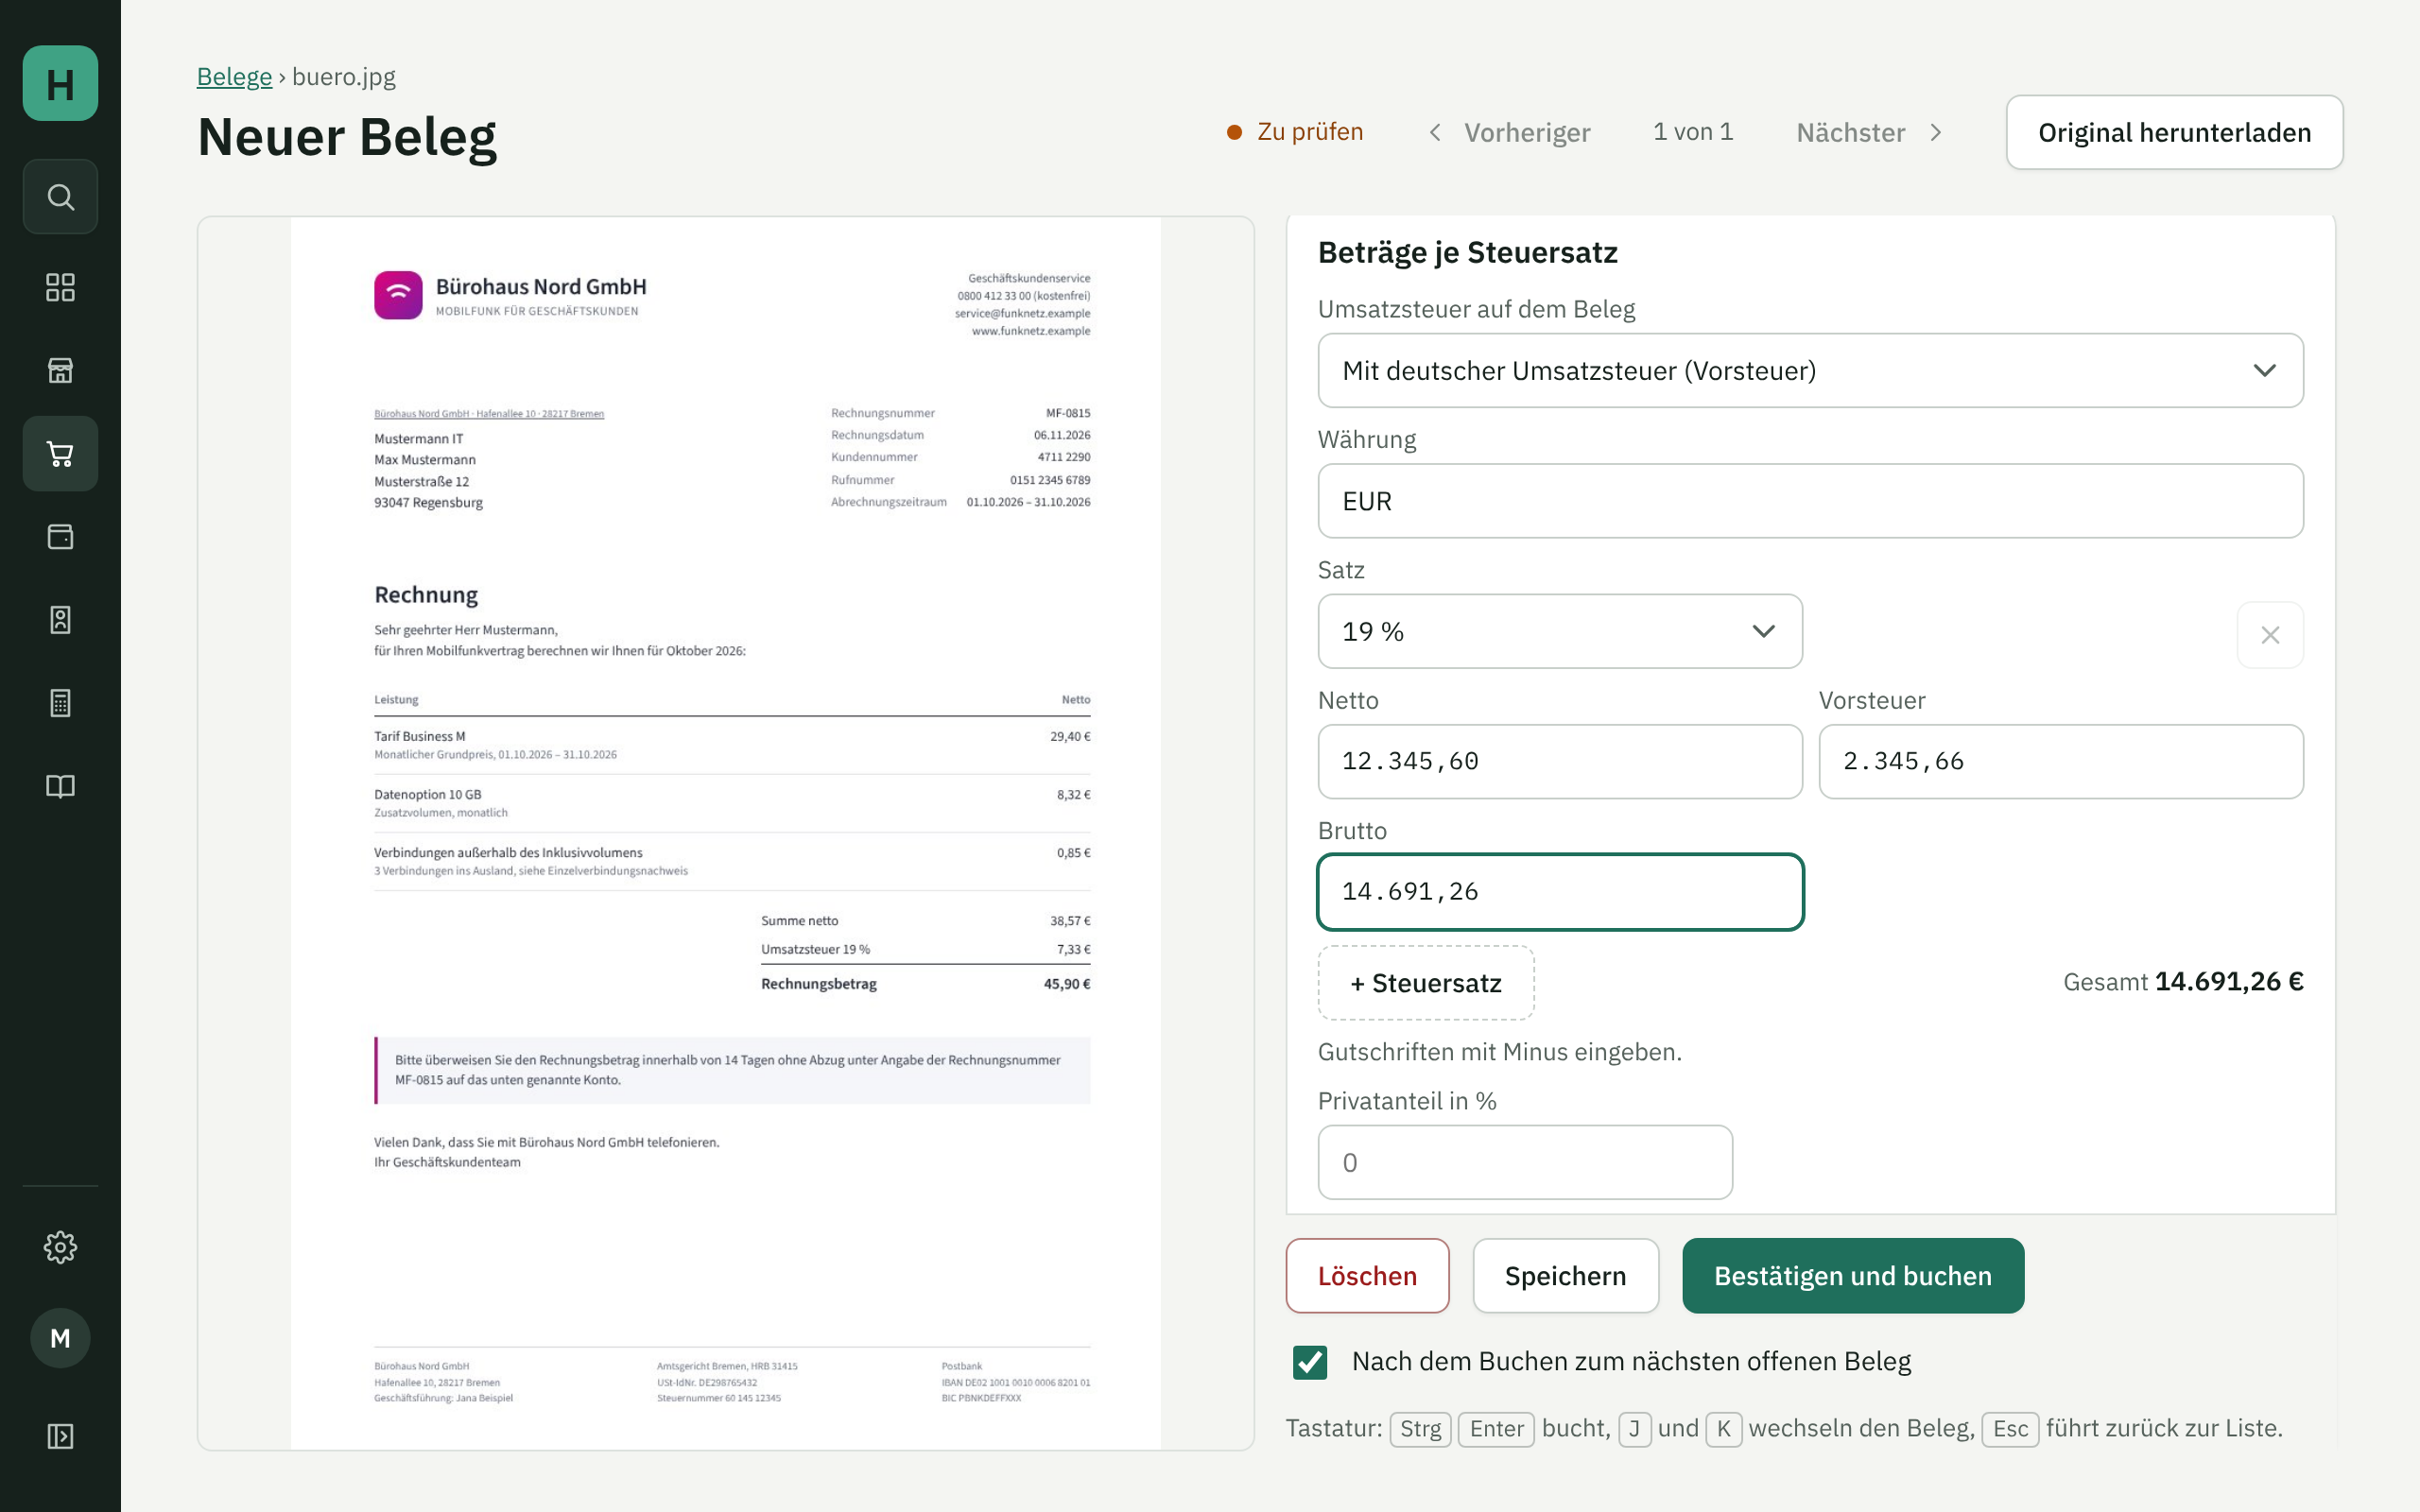 H
Belege › buero.jpg
Neuer Beleg
Zu prüfen
Vorheriger
1 von 1
Nächster
Original herunterladen
Bürohaus Nord GmbH
MOBILFUNK FÜR GESCHÄFTSKUNDEN
Geschäftskundenservice
0800 412 33 00 (kostenfrei)
service@funknetz.example
www.funknetz.example
Bürohaus Nord GmbH · Hafenallee 10 · 28217 Bremen
Mustermann IT
Max Mustermann
Musterstraße 12
93047 Regensburg
Rechnungsnummer MF-0815
Rechnungsdatum 06.11.2026
Kundennummer 4711 2290
Rufnummer 0151 2345 6789
Abrechnungszeitraum 01.10.2026 – 31.10.2026
Rechnung
Sehr geehrter Herr Mustermann,
für Ihren Mobilfunkvertrag berechnen wir Ihnen für Oktober 2026:
Leistung Netto
Tarif Business M 29,40 €
Monatlicher Grundpreis, 01.10.2026 – 31.10.2026
Datenoption 10 GB 8,32 €
Zusatzvolumen, monatlich
Verbindungen außerhalb des Inklusivvolumens 0,85 €
3 Verbindungen ins Ausland, siehe Einzelverbindungsnachweis
Summe netto 38,57 €
Umsatzsteuer 19 % 7,33 €
Rechnungsbetrag 45,90 €
Bitte überweisen Sie den Rechnungsbetrag innerhalb von 14 Tagen ohne Abzug unter Angabe der Rechnungsnummer
MF-0815 auf das unten genannte Konto.
Vielen Dank, dass Sie mit Bürohaus Nord GmbH telefonieren.
Ihr Geschäftskundenteam
Bürohaus Nord GmbH
Hafenallee 10, 28217 Bremen
Geschäftsführung: Jana Beispiel
Amtsgericht Bremen, HRB 31415
USt-IdNr. DE298765432
Steuernummer 60 145 12345
Postbank
IBAN DE02 1001 0010 0006 8201 01
BIC PBNKDEFFXXX
Beträge je Steuersatz
Umsatzsteuer auf dem Beleg
Mit deutscher Umsatzsteuer (Vorsteuer)
Währung
EUR
Satz
19 %
Netto Vorsteuer
12.345,60 2.345,66
Brutto
14.691,26
+ Steuersatz
Gesamt 14.691,26 €
Gutschriften mit Minus eingeben.
Privatanteil in %
0
Löschen
Speichern
Bestätigen und buchen
Nach dem Buchen zum nächsten offenen Beleg
Tastatur: Strg Enter bucht, J und K wechseln den Beleg, Esc führt zurück zur Liste.
M